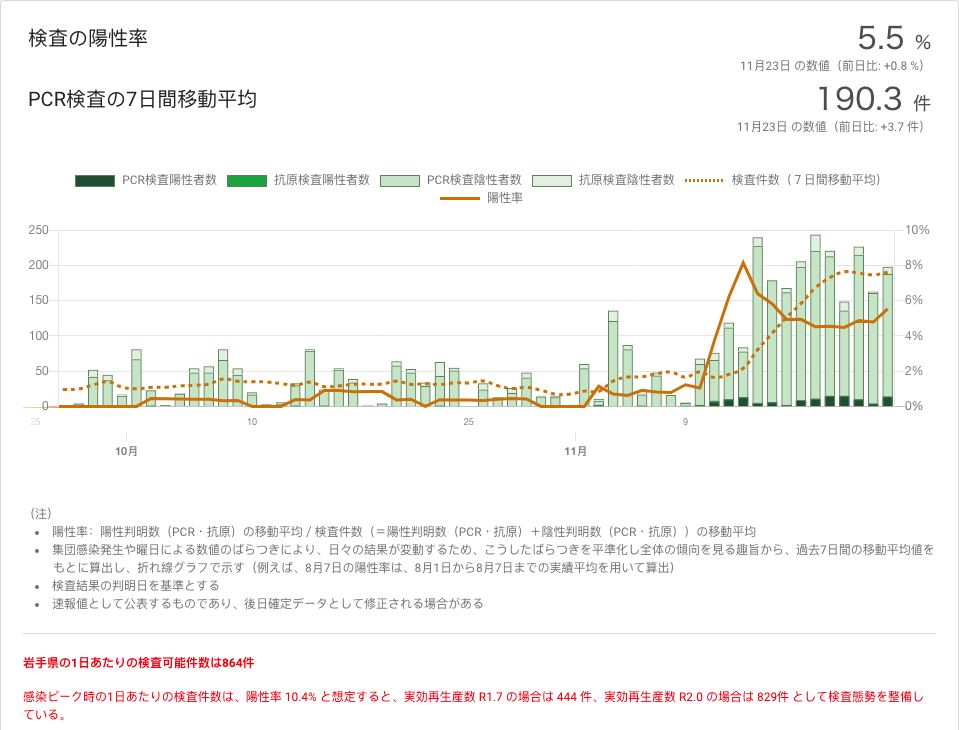 検査の陽性率
5.5 %
11月23日 の数値（前日比: +0.8 %）
PCR検査の7日間移動平均
190.3 件
11月23日 の数値（前日比: +3.7 件）
PCR検査陽性者数 抗原検査陽性者数 PCR検査陰性者数 抗原検査陰性者数 検査件数（７日間移動平均）
陽性率
250 10%
200 8%
150 6%
100 4%
50 2%
0 0%
25 10 25 9
10月 11月
（注）
• 陽性率：陽性判明数（PCR・抗原）の移動平均 / 検査件数（＝陽性判明数（PCR・抗原）＋陰性判明数（PCR・抗原））の移動平均
• 集団感染発生や曜日による数値のばらつきにより、日々の結果が変動するため、こうしたばらつきを平準化し全体の傾向を見る趣旨から、過去7日間の移動平均値を
もとに算出し、折れ線グラフで示す（例えば、8月7日の陽性率は、8月1日から8月7日までの実績平均を用いて算出）
• 検査結果の判明日を基準とする
• 速報値として公表するものであり、後日確定データとして修正される場合がある
岩手県の1日あたりの検査可能件数は864件
感染ピーク時の1日あたりの検査件数は、陽性率 10.4% と想定すると、実効再生産数 R1.7 の場合は 444 件、実効再生産数 R2.0 の場合は 829件 として検査態勢を整備し
ている。